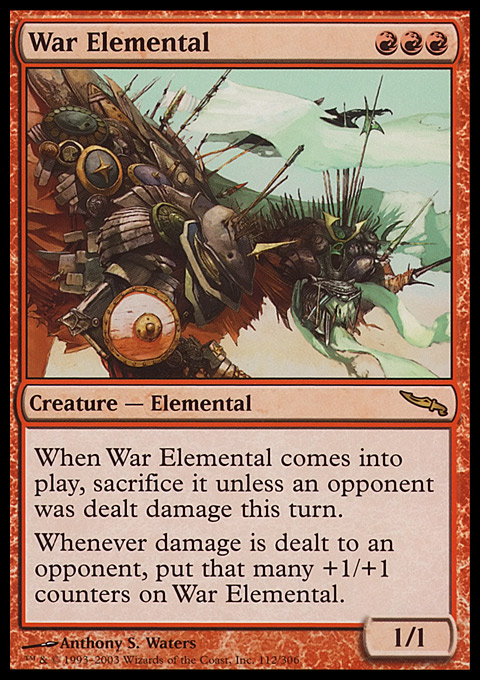 War Elemental
Creature — Elemental
When War Elemental comes into
play, sacrifice it unless an opponent
was dealt damage this turn.
Whenever damage is dealt to an
opponent, put that many +1/+1
counters on War Elemental.
Anthony S. Waters
1/1
™ & © 1993-2003 Wizards of the Coast, Inc. 112/306